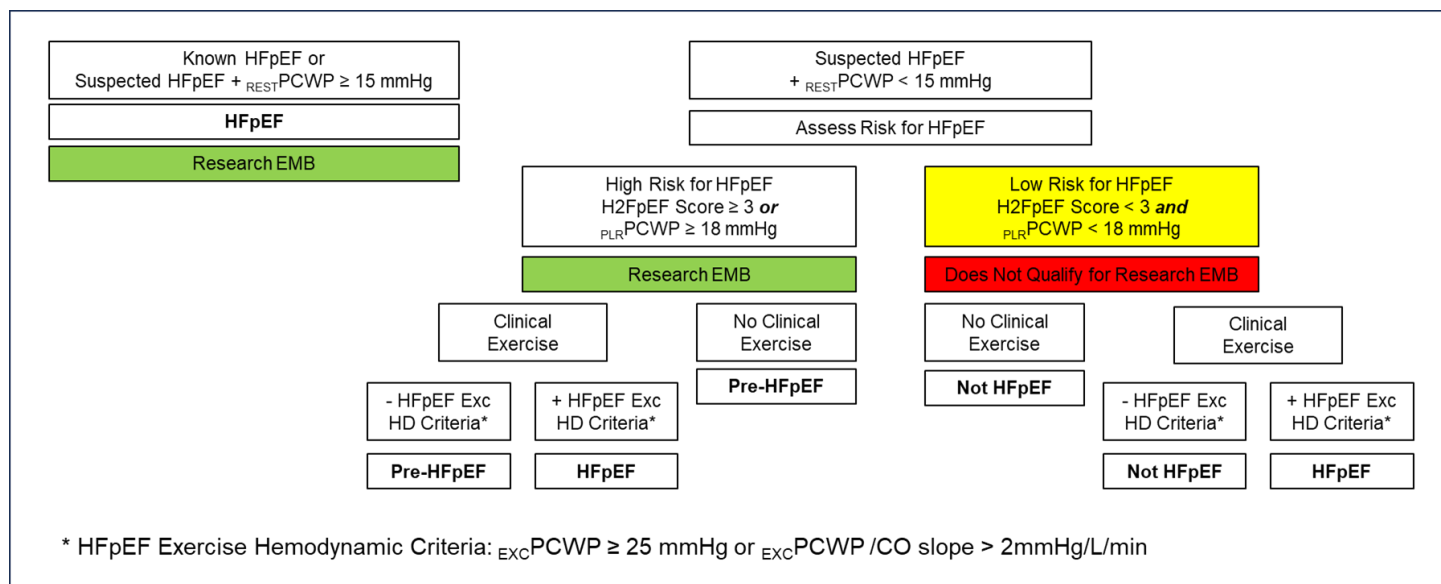 Known HFpEF or
Suspected HFpEF + RESTPCWP ≥ 15 mmHg
HFpEF
Research EMB
Suspected HFpEF
+ RESTPCWP < 15 mmHg
Assess Risk for HFpEF
High Risk for HFpEF
H2FpEF Score ≥ 3 or
PLRPCWP ≥ 18 mmHg
Research EMB
Low Risk for HFpEF
H2FpEF Score < 3 and
PLRPCWP < 18 mmHg
Does Not Qualify for Research EMB
Clinical
Exercise
No Clinical
Exercise
Pre-HFpEF
No Clinical
Exercise
Not HFpEF
Clinical
Exercise
- HFpEF Exc
HD Criteria*
Pre-HFpEF
+ HFpEF Exc
HD Criteria*
HFpEF
- HFpEF Exc
HD Criteria*
Not HFpEF
+ HFpEF Exc
HD Criteria*
HFpEF
* HFpEF Exercise Hemodynamic Criteria: EXCPCWP ≥ 25 mmHg or EXCPCWP /CO slope > 2mmHg/L/min